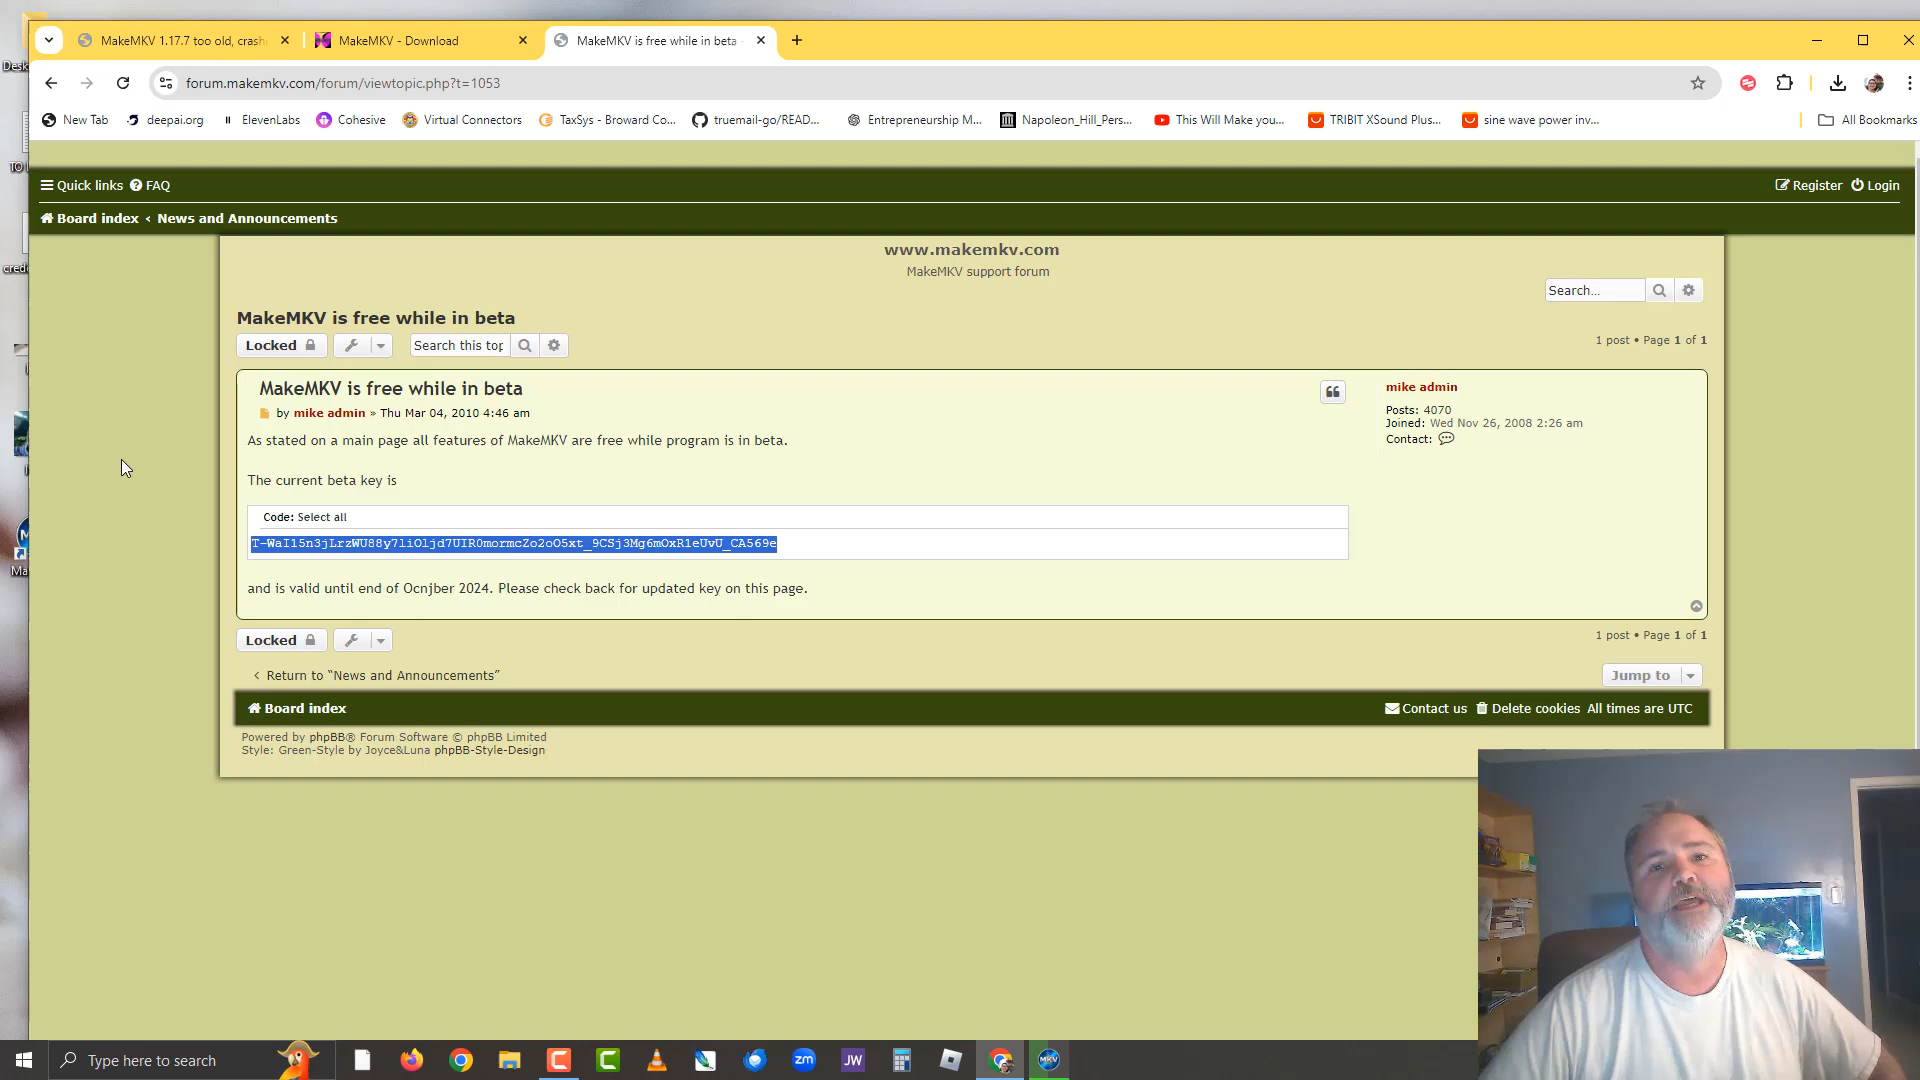 MakeMKV 1.17.7 too old, crash
MakeMKV - Download
MakeMKV is free while in beta
forum.makemkv.com/forum/viewtopic.php?t=1053
New Tab
deepai.org
ElevenLabs
Cohesive
Virtual Connectors
TaxSys - Broward Co...
truemail-go/READ...
Entrepreneurship M...
Napoleon_Hill_Pers...
This Will Make you...
TRIBIT XSound Plus...
sine wave power inv...
All Bookmarks
Quick links FAQ
Register Login
Board index ‹ News and Announcements
www.makemkv.com
MakeMKV support forum
Search...
MakeMKV is free while in beta
Locked
Search this top
1 post • Page 1 of 1
MakeMKV is free while in beta
by mike admin » Thu Mar 04, 2010 4:46 am
mike admin
Posts: 4070
Joined: Wed Nov 26, 2008 2:26 am
Contact:
As stated on a main page all features of MakeMKV are free while program is in beta.
The current beta key is
Code: Select all
and is valid until end of Ocnjber 2024. Please check back for updated key on this page.
Locked
1 post • Page 1 of 1
‹ Return to “News and Announcements”
Jump to
Board index
Contact us Delete cookies All times are UTC
Powered by phpBB® Forum Software © phpBB Limited
Style: Green-Style by Joyce&Luna phpBB-Style-Design
Type here to search
zm
JW
MKV